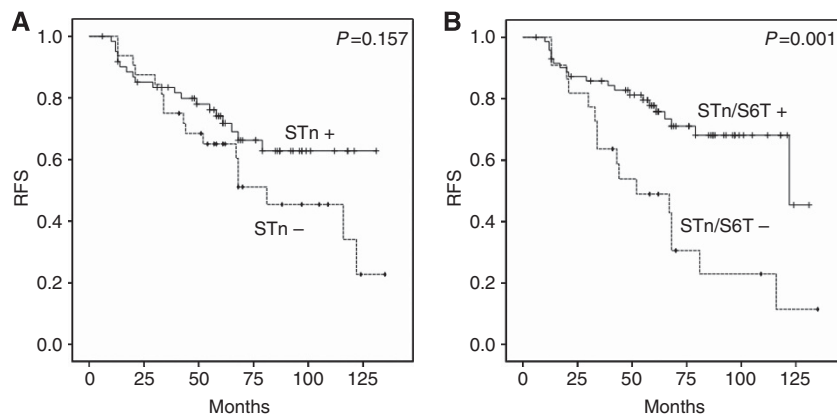 A
P=0.157
1.0
0.8
0.6
0.4
0.2
0.0
RFS
STn +
STn –
0 25 50 75 100 125
Months
B
P=0.001
1.0
0.8
0.6
0.4
0.2
0.0
RFS
STn/S6T +
STn/S6T –
0 25 50 75 100 125
Months